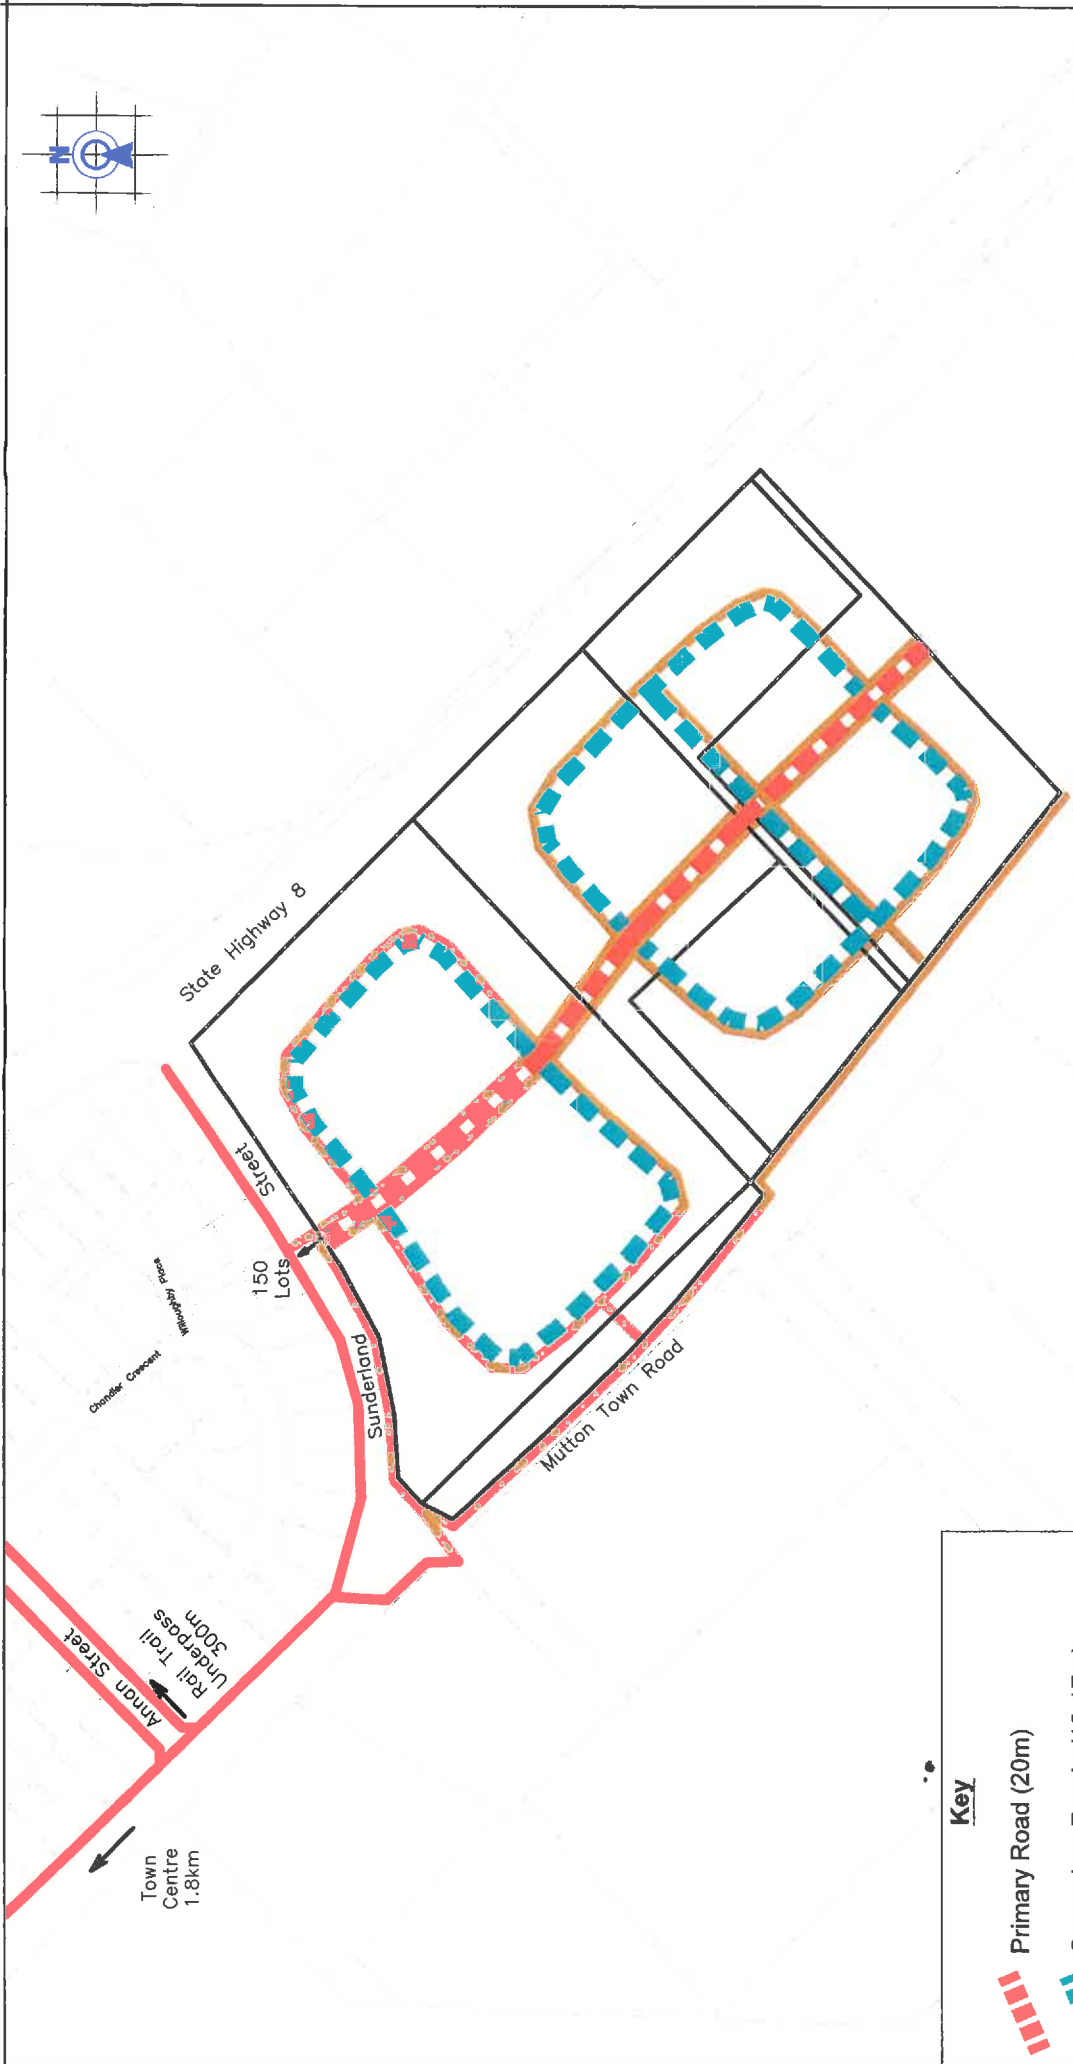 N
State Highway 8
Street
Willoughby Place
Chandler Crescent
150
Lots
Sunderland
Mutton Town Road
Annan Street
Rail Trail
Underpass
300m
Town
Centre
1.8km
Key
Primary Road (20m)